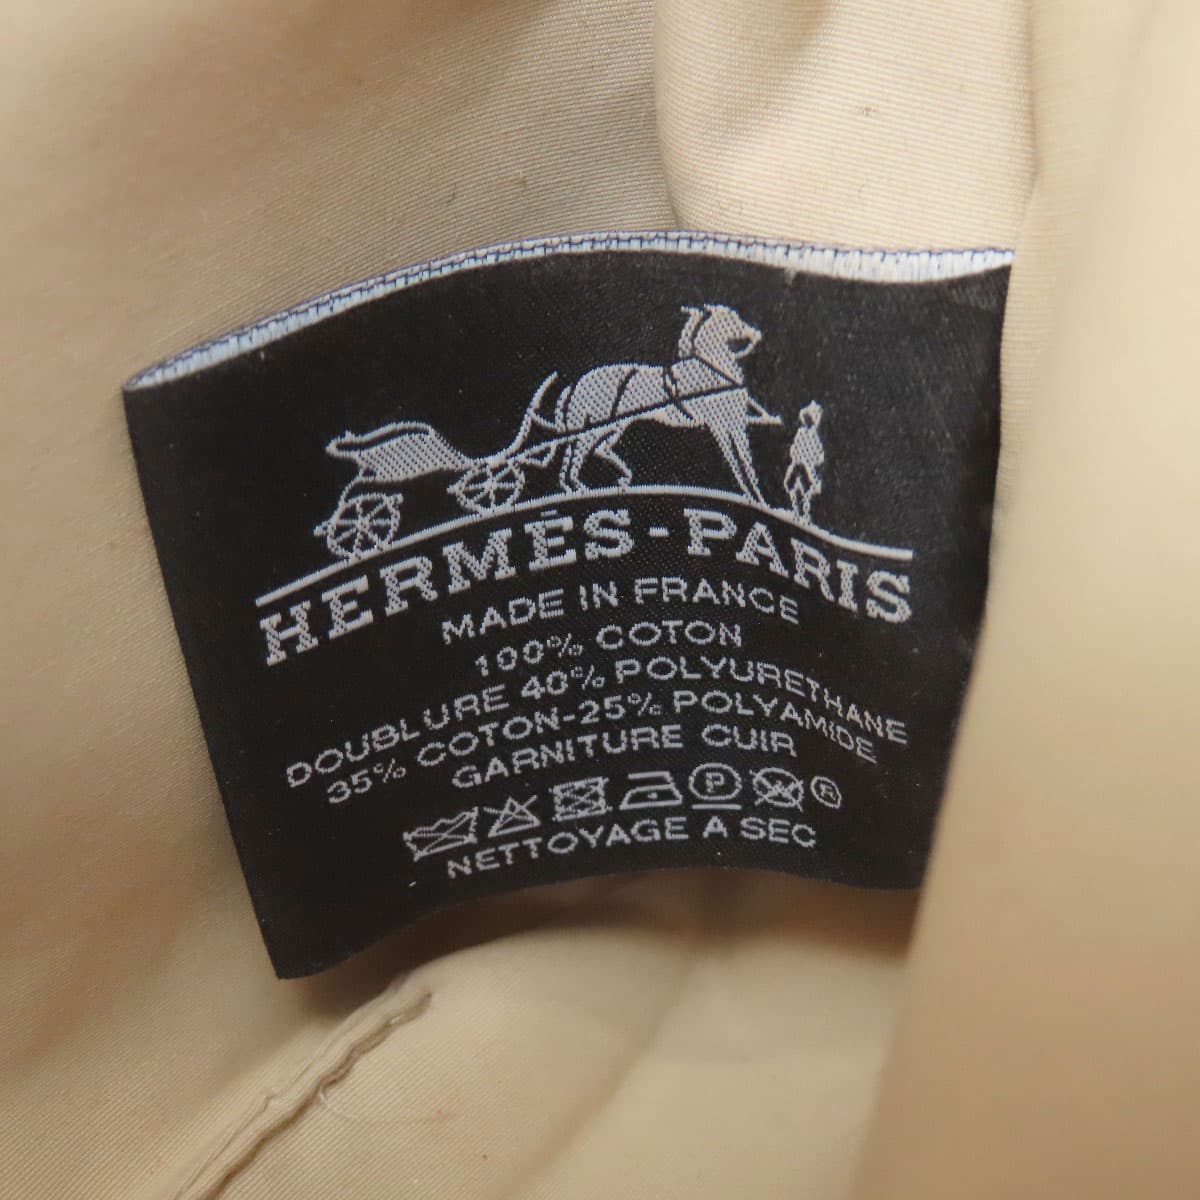 HERMÈS-PARIS
MADE IN FRANCE
100% COTON
DOUBLURE 40% POLYURETHANE
35% COTON-25% POLYAMIDE
GARNITURE CUIR
P W ®
NETTOYAGE A SEC